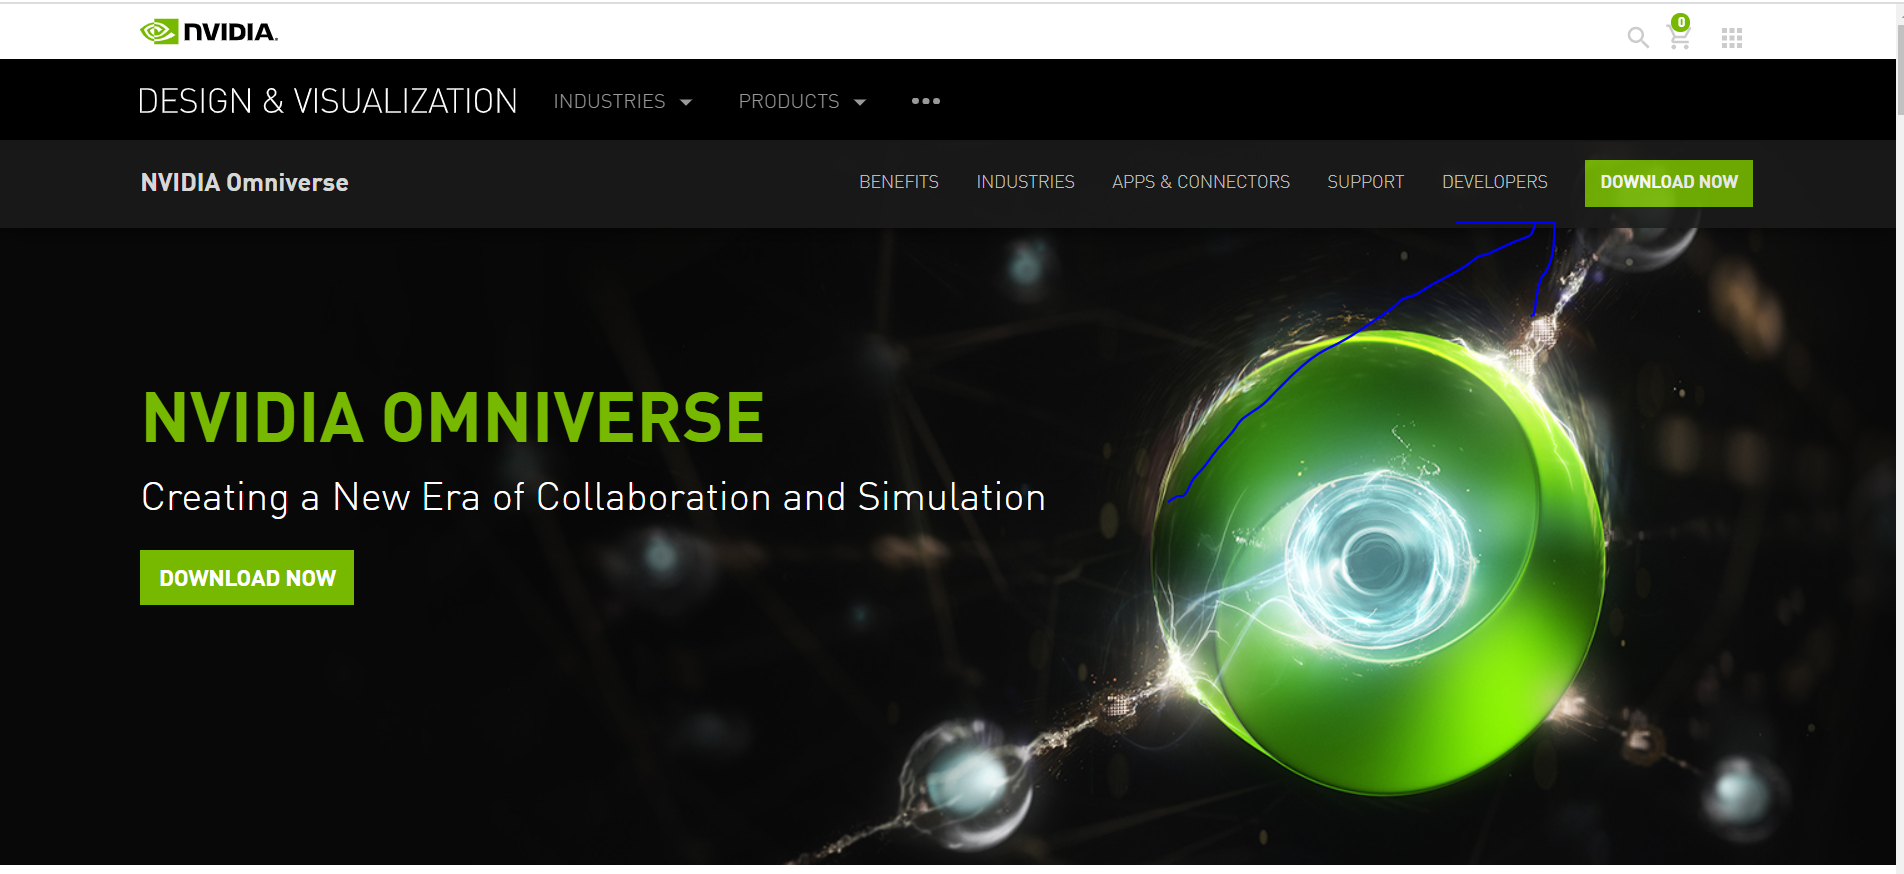 NVIDIA.
0
DESIGN & VISUALIZATION INDUSTRIES PRODUCTS
NVIDIA Omniverse BENEFITS INDUSTRIES APPS & CONNECTORS SUPPORT DEVELOPERS DOWNLOAD NOW
NVIDIA OMNIVERSE
Creating a New Era of Collaboration and Simulation
DOWNLOAD NOW